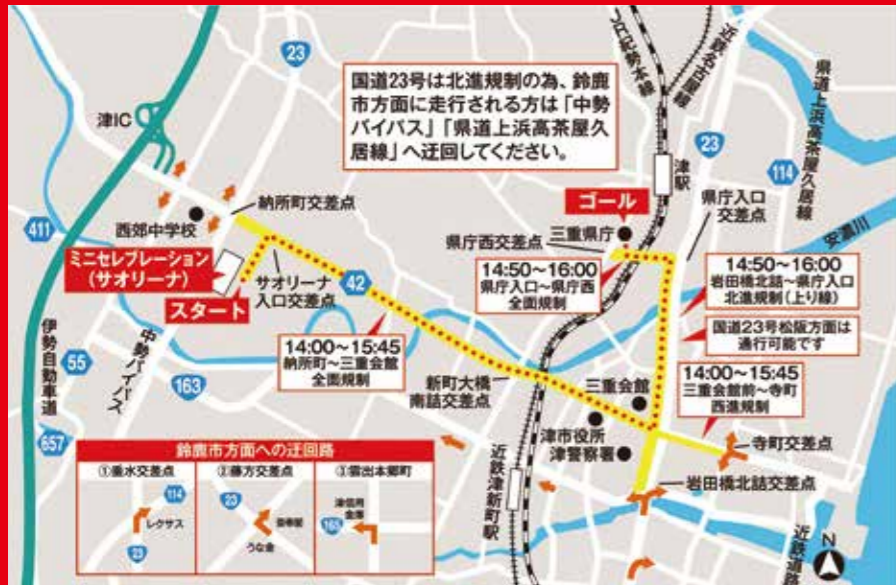 国道23号は北進規制の為、鈴鹿
市方面に走行される方は「中勢
バイパス」「県道上浜高茶屋久
居線」へ迂回してください。
近鉄名古屋線
県道上浜高茶屋久居線
23
津IC
23
津駅
114
納所町交差点
ゴール
県庁入口
交差点
411
西郊中学校
三重県庁
県庁西交差点
安濃川
ミニセレブレーション
(サオリーナ)
サオリーナ
入口交差点
42
14:50~16:00
県庁入口~県庁西
全面規制
14:50~16:00
岩田橋北詰~県庁入口
北進規制(上り線)
スタート
国道23号松阪方面は
通行可能です
伊勢自動車道
中勢バイパス
14:00~15:45
納所町~三重会館
全面規制
55
163
新町大橋
南詰交差点
三重会館
14:00~15:45
三重会館前~寺町
西進規制
657
津市役所
津警察署
寺町交差点
鈴鹿市方面への迂回路
近鉄津新町駅
岩田橋北詰交差点
①垂水交差点
②藤方交差点
③雲出本郷町
114
レクサス
23
23
うな金
津信用
金庫
165
近鉄道路
N